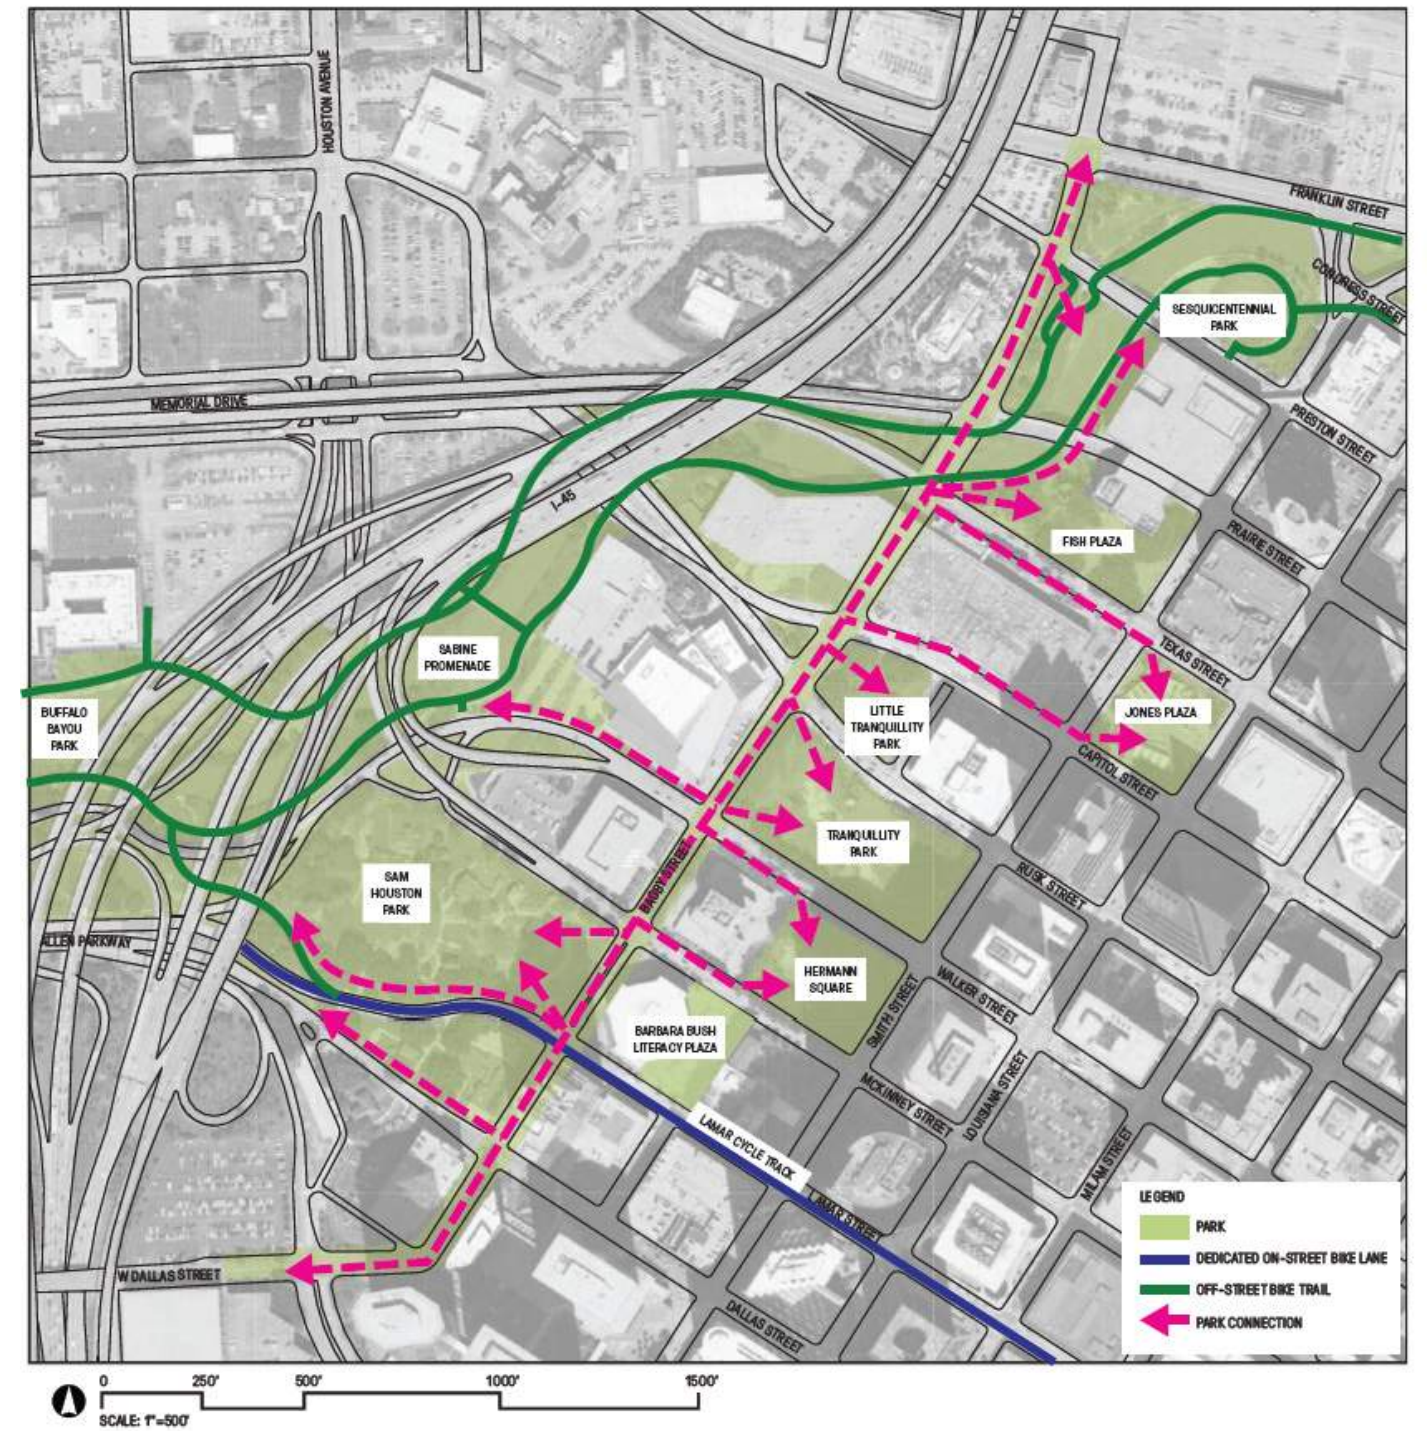 HOUSTON AVENUE
FRANKLIN STREET
CONGRESS STREET
SESQUICENTENNIAL
PARK
MEMORIAL DRIVE
PRESTON STREET
I-45
PRAIRIE STREET
FISH PLAZA
TEXAS STREET
SABINE
PROMENADE
BUFFALO
BAYOU
PARK
LITTLE
TRANQUILLITY
PARK
JONES PLAZA
CAPITOL STREET
TRANQUILLITY
PARK
BAGBY STREET
RUSK STREET
SAM
HOUSTON
PARK
ALLEN PARKWAY
HERMANN
SQUARE
WALKER STREET
SMITH STREET
BARBARA BUSH
LITERACY PLAZA
MCKINNEY STREET
LOUISIANA STREET
LAMAR CYCLE TRACK
MILAM STREET
LAMAR STREET
W DALLAS STREET
DALLAS STREET
LEGEND
PARK
DEDICATED ON-STREET BIKE LANE
OFF-STREET BIKE TRAIL
PARK CONNECTION
0 250' 500' 1000' 1500'
SCALE: 1"=500'